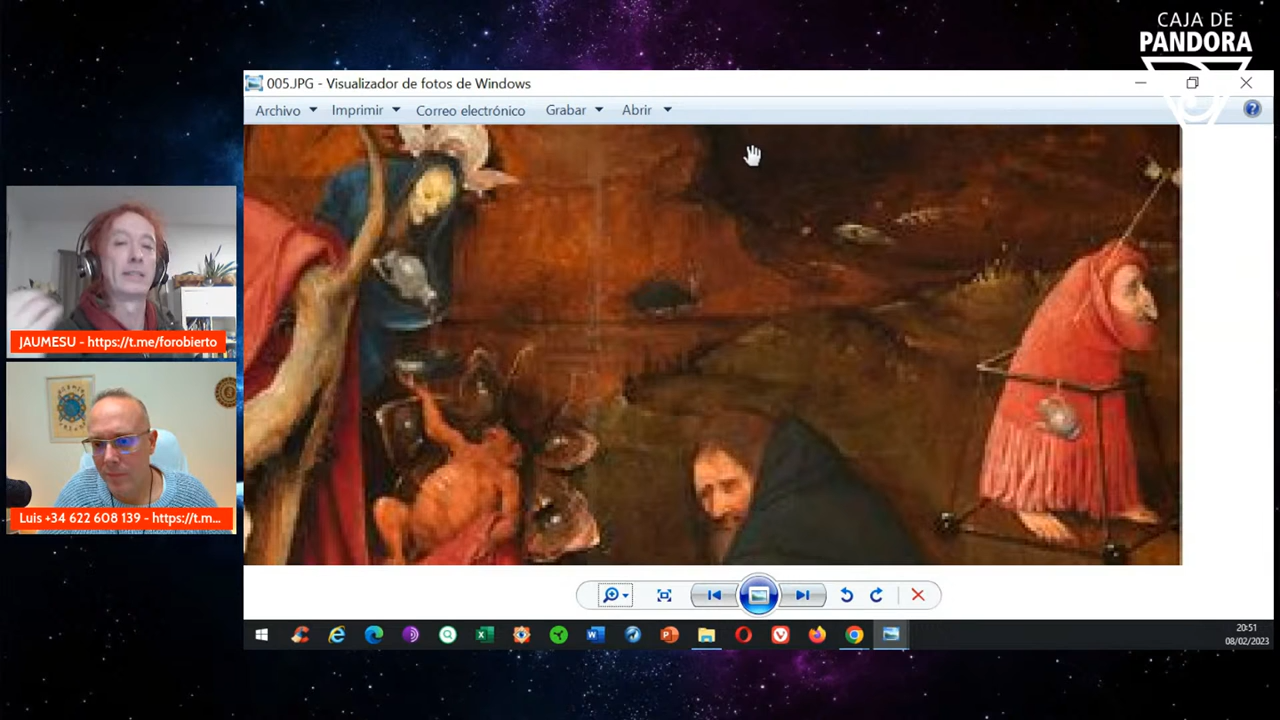 CAJA DE
PANDORA
005.JPG - Visualizador de fotos de Windows
Archivo Imprimir Correo electrónico Grabar Abrir
JAUMESU - https://t.me/forobierto
Luis +34 622 608 139 - https://t.m...
20:51
08/02/2023